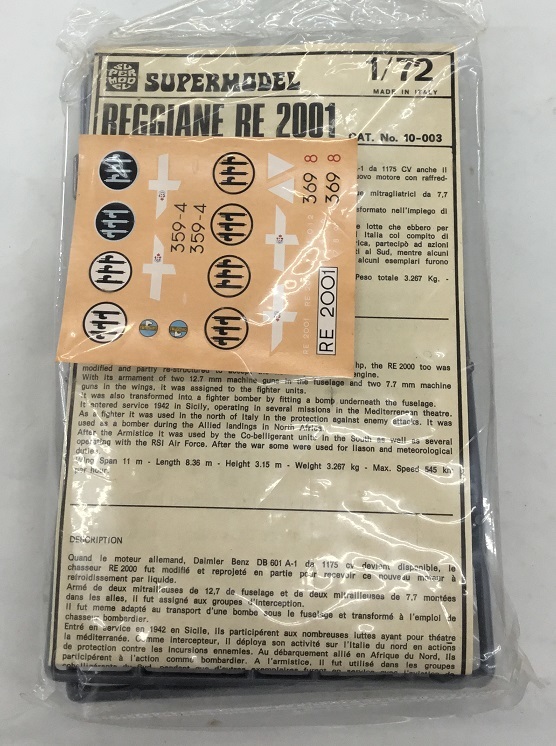 SUPER MOD
SUPERMODEL
1/72
MADE IN ITALY
REGGIANE RE 2001
CAT. No. 10-003
-1 da 1175 CV anche il
uovo motore con raffred-
mitragliatrici da 7,7
sformato nell'impiego di
lotte che ebbero per
Italia col compito di
rica, partecipò ad azioni
al Sud, mentre alcuni
alcuni esemplari furono
Peso totale 3.267 Kg. -
359-4
359-4
369 8
369 8
RE 2001
RE 2001
hp, the RE 2000 too was
modified and partly re-structured to
engine.
With its armement of two 12.7 mm machine guns in the fuselage and two 7.7 mm machine
guns in the wings, it was assigned to the fighter units.
It was also transformed into a fighter bomber by fitting a bomb underneath the fuselage.
It entered service 1942 in Sicily, operating in several missions in the Mediterranean theatre.
As a fighter it was used in the north of Italy in the protection against enemy attacks. It was
used as a bomber during the Allied landings in North Africa.
After the Armistice it was used by the Co-belligerant units in the South as well as several
operating with the RSI Air Force. After the war some were used for liason and meteorological
duties.
Wing Span 11 m - Length 8.36 m - Height 3.15 m - Weight 3.267 kg - Max. Speed 545 km
per hour.
DESCRIPTION
Quand le moteur allemand, Daimler Benz DB 601 A-1 de 1175 cv devient disponible, le
chasseur RE 2000 fut modifié et reprojeté en partie pour recevoir ce nouveau moteur à
refroidissement par liquide.
Armé de deux mitrailleuses de 12,7 de fuselage et de deux mitrailleuses de 7,7 montées
dans les ailes, il fut assigné aux groupes d'interception.
Il fut meme adapté au transport d'une bombe sous le fuselage et transformé à l'emploi de
chasseur bombardier.
Entré en service en 1942 en Sicile, ils participérent aux nombreuses luttes ayant pour théatre
la méditerranée. Comme intercepteur, il déploya son activité sur l'Italie du nord en actions
de protection contre les incursions ennemies. Au débarquement allié en Afrique du Nord, ils
participérent à l'action comme bombardier. A l'armistice, il fut utilisé dans les groupes